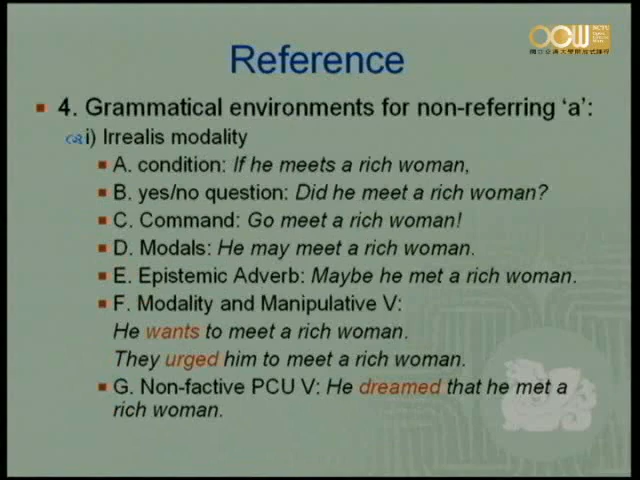 OCW
NCTU
Reference
4. Grammatical environments for non-referring ‘a’:
i) Irrealis modality
A. condition: If he meets a rich woman,
B. yes/no question: Did he meet a rich woman?
C. Command: Go meet a rich woman!
D. Modals: He may meet a rich woman.
E. Epistemic Adverb: Maybe he met a rich woman.
F. Modality and Manipulative V:
He wants to meet a rich woman.
They urged him to meet a rich woman.
G. Non-factive PCU V: He dreamed that he met a
rich woman.